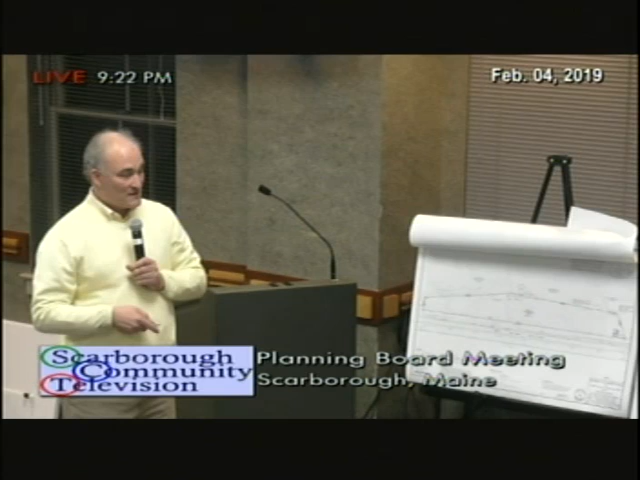 LIVE 9:22 PM
Feb. 04, 2019
Scarborough
Community
Television
Planning Board Meeting
Scarborough, Maine